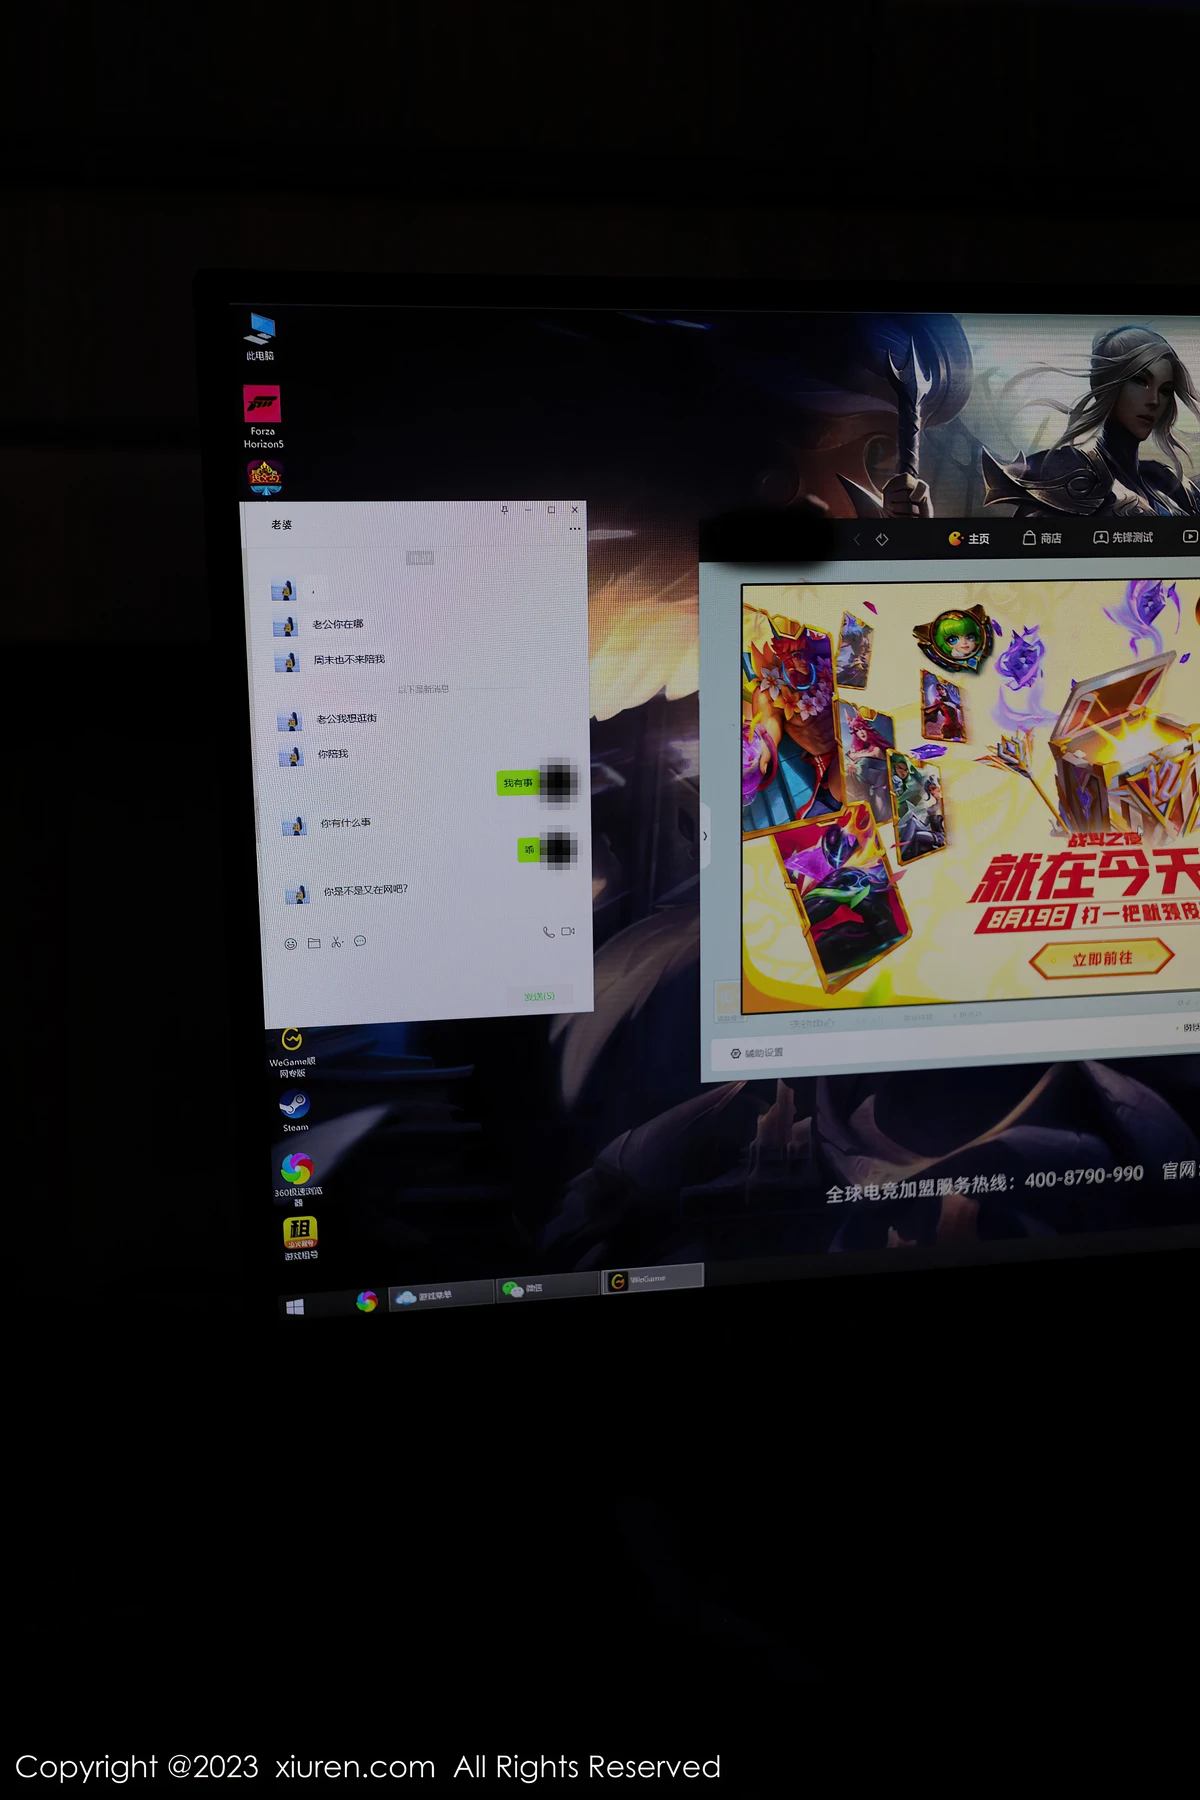 此电脑
Forza
Horizon5
老婆
老公你在哪
周末也不来陪我
以下是新消息
老公我想逛街
你陪我
我有事
你有什么事
嗯
你是不是又在网吧？
发送(S)
WeGame顺
网专版
Steam
360极速浏览
器
租
游戏租号
主页
商店
先锋测试
战斗之夜
就在今天
8月19日 打一把就领皮
立即前往
辅助设置
全球电竞加盟服务热线：400-8790-990 官网
游戏菜单
微信
WeGame
Copyright @2023 xiuren.com All Rights Reserved